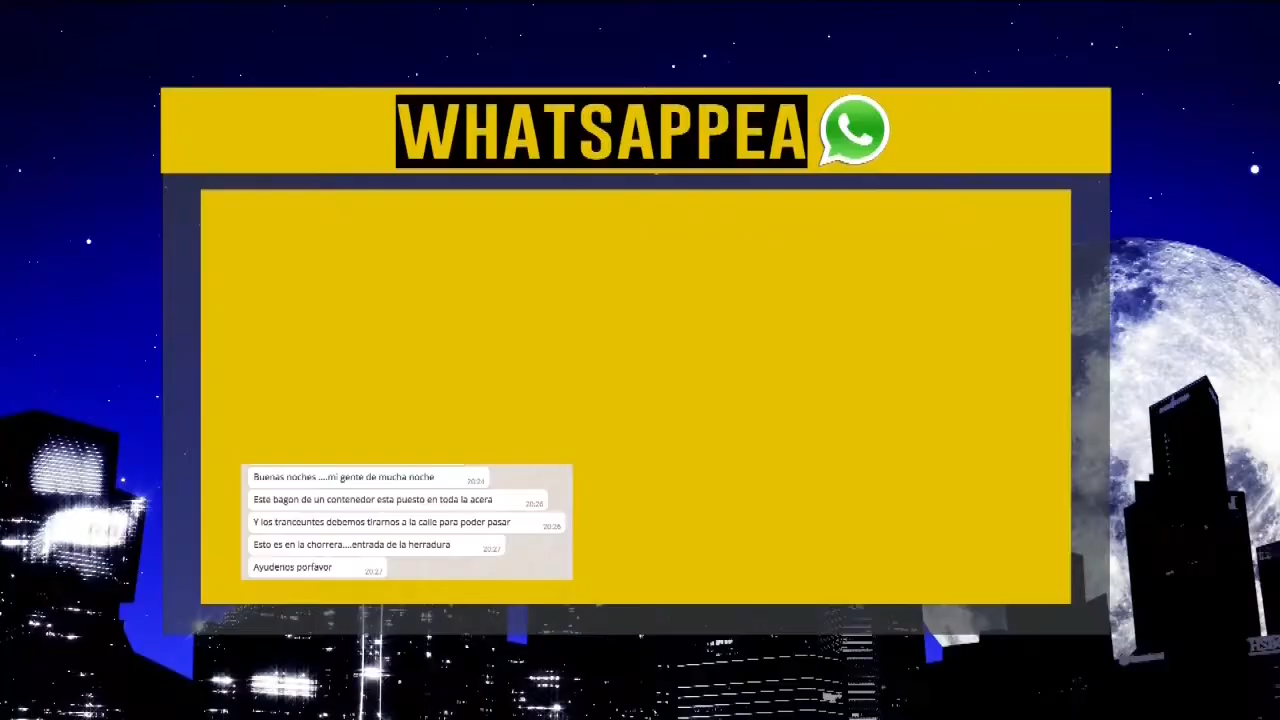 WHATSAPPEA
Buenas noches ....mi gente de mucha noche
20:24
Este bagon de un contenedor esta puesto en toda la acera
20:26
Y los tranceuntes debemos tirarnos a la calle para poder pasar
20:26
Esto es en la chorrera....entrada de la herradura
20:27
Ayudenos porfavor
20:27